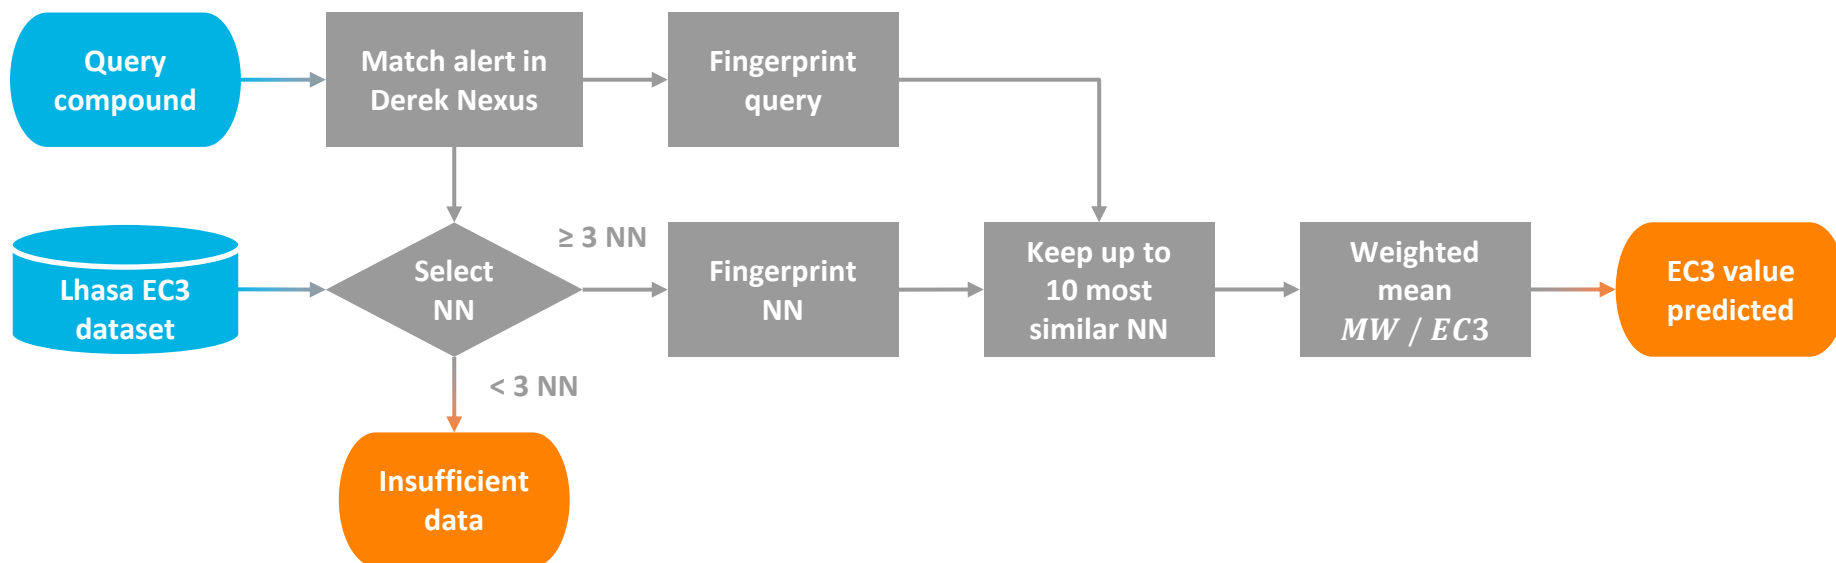 Query
compound
Match alert in
Derek Nexus
Fingerprint
query
Lhasa EC3
dataset
Select
NN
≥ 3 NN
< 3 NN
Insufficient
data
Fingerprint
NN
Keep up to
10 most
similar NN
Weighted
mean
MW / EC3
EC3 value
predicted